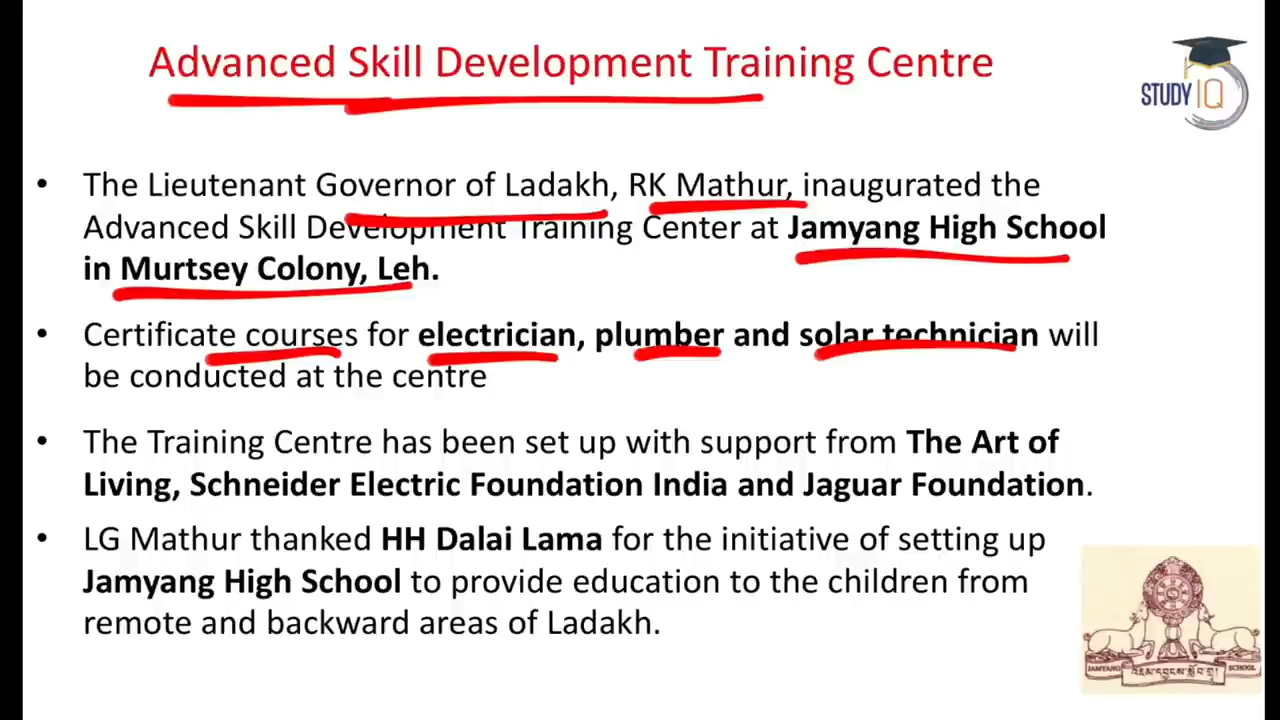 Advanced Skill Development Training Centre
STUDY IQ
• The Lieutenant Governor of Ladakh, RK Mathur, inaugurated the
Advanced Skill Development Training Center at Jamyang High School
in Murtsey Colony, Leh.
• Certificate courses for electrician, plumber and solar technician will
be conducted at the centre
• The Training Centre has been set up with support from The Art of
Living, Schneider Electric Foundation India and Jaguar Foundation.
• LG Mathur thanked HH Dalai Lama for the initiative of setting up
Jamyang High School to provide education to the children from
remote and backward areas of Ladakh.
JAMYANG SCHOOL